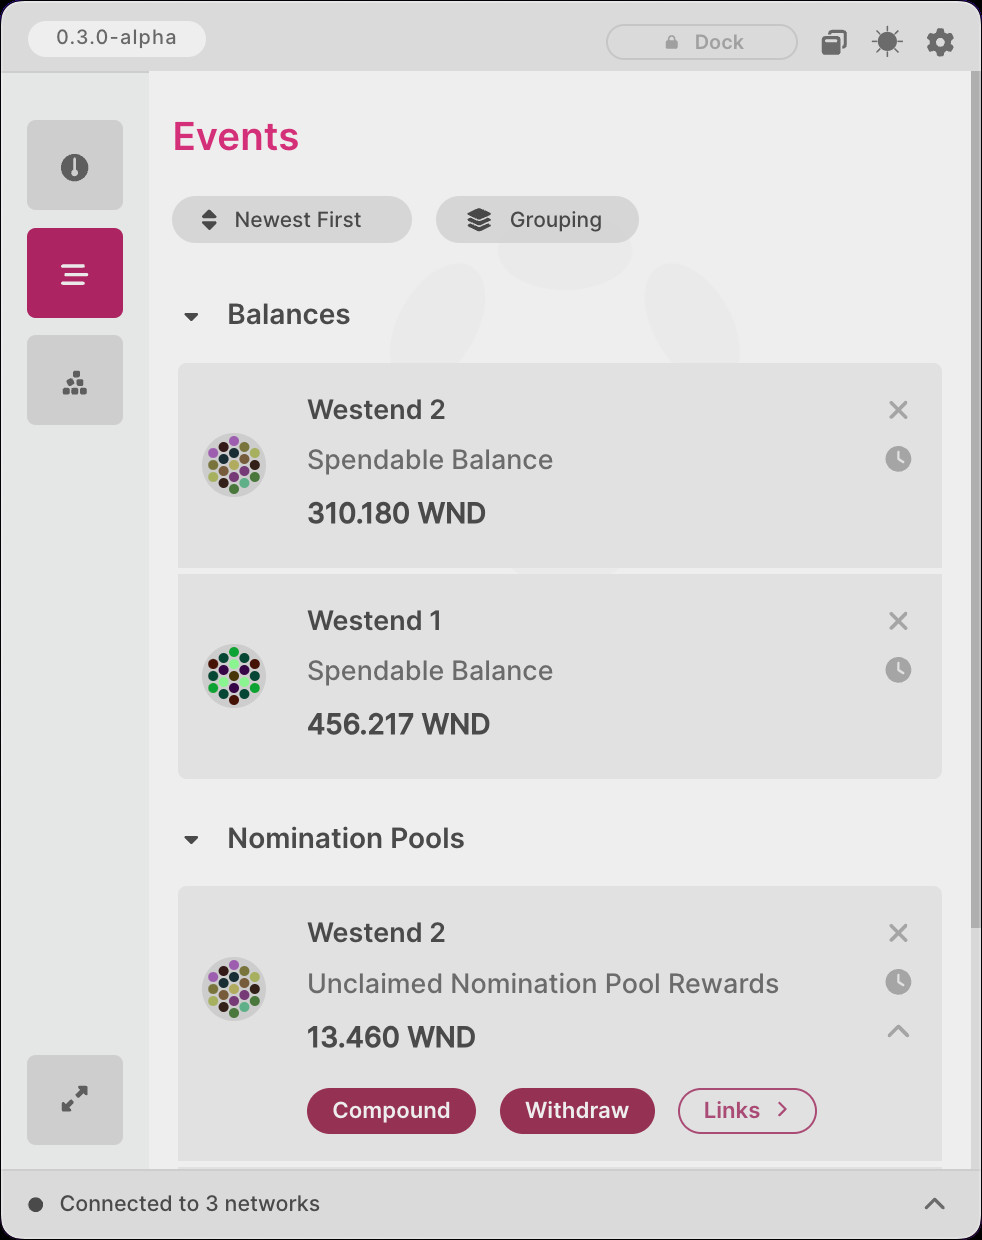 0.3.0-alpha
Dock
Events
Newest First
Grouping
Balances
Westend 2
Spendable Balance
310.180 WND
Westend 1
Spendable Balance
456.217 WND
Nomination Pools
Westend 2
Unclaimed Nomination Pool Rewards
13.460 WND
Compound
Withdraw
Links
Connected to 3 networks